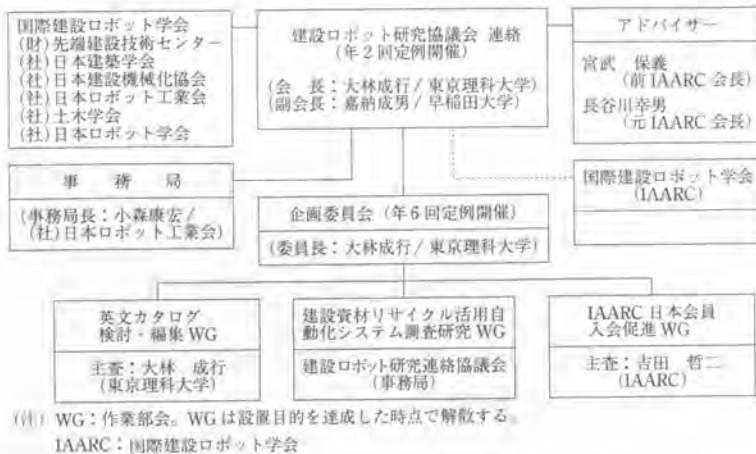 国際建設ロボット学会
(財)先端建設技術センター
(社)日本建築学会
(社)日本建設機械化協会
(社)日本ロボット工業会
(社)土木学会
(社)日本ロボット学会
建設ロボット研究協議会 連絡
(年2回定例開催)
(会 長：大林成行/東京理科大学)
(副会長：嘉納成男/早稲田大学)
アドバイザー
宮武 保義
(前IAARC会長)
長谷川幸男
(元IAARC会長)
事 務 局
(事務局長：小森康宏/
(社)日本ロボット工業会)
国際建設ロボット学会
(IAARC)
企画委員会(年6回定例開催)
(委員長：大林成行/東京理科大学)
英文カタログ
検討・編集WG
主査：大林 成行
(東京理科大学)
建設資材リサイクル活用自
動化システム調査研究WG
建設ロボット研究連絡協議会
(事務局)
IAARC日本会員
入会促進WG
主査：吉田 哲二
(IAARC)
(注) WG：作業部会。WGは設置目的を達成した時点で解散する。
IAARC：国際建設ロボット学会